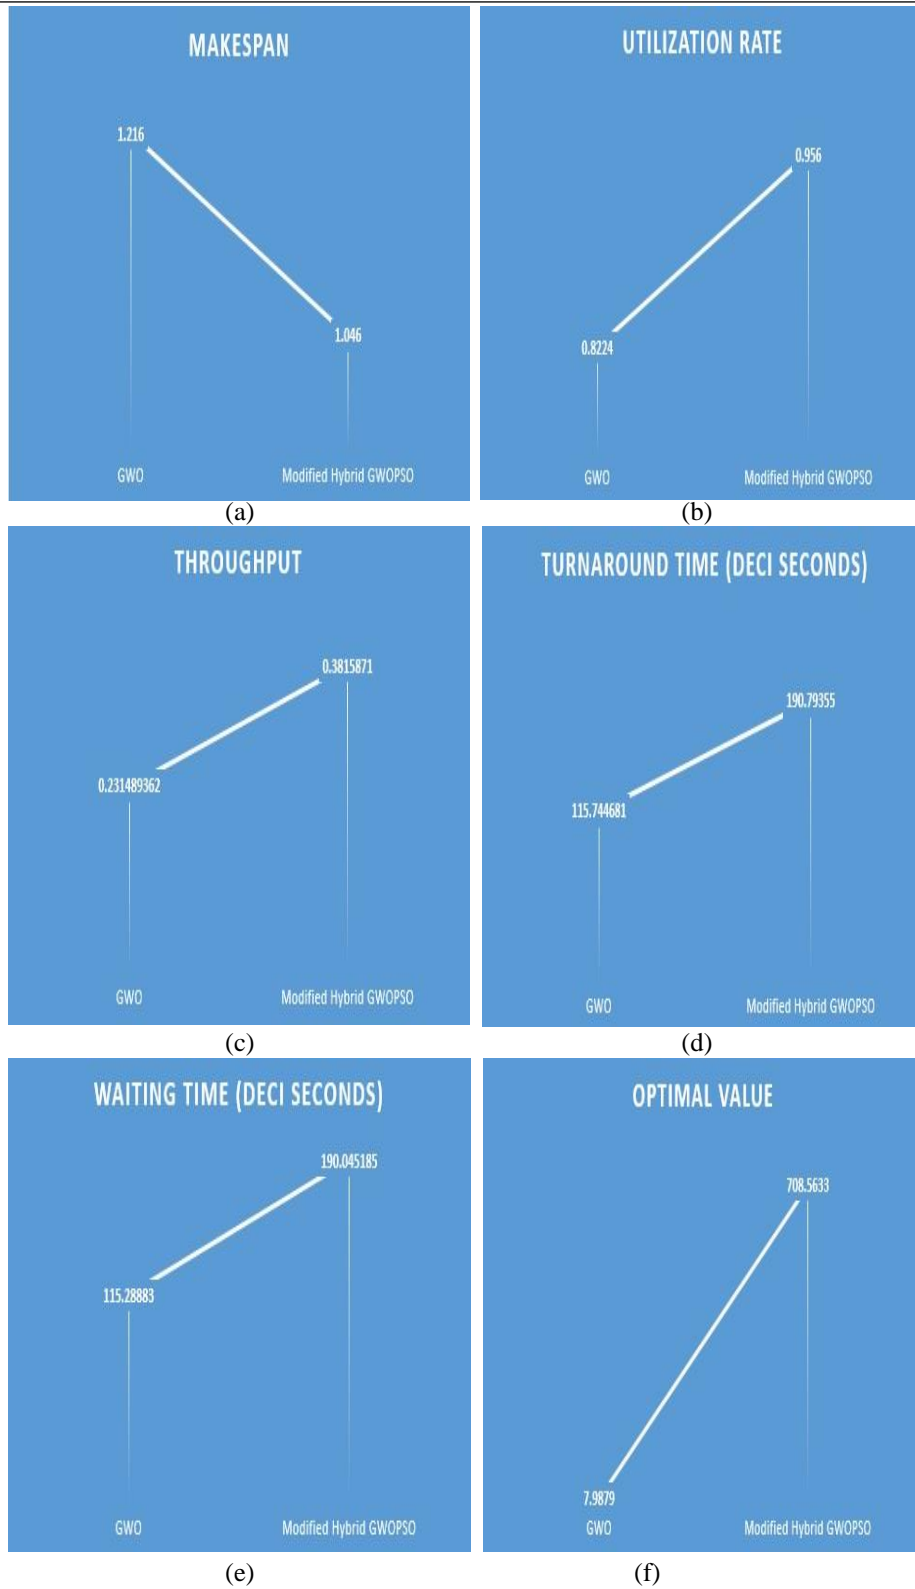 MAKESPAN
1.216
1.046
GWO
Modified Hybrid GWOPSO
(a)
UTILIZATION RATE
0.956
0.8224
GWO
Modified Hybrid GWOPSO
(b)
THROUGHPUT
0.3815871
0.231489362
GWO
Modified Hybrid GWOPSO
(c)
TURNAROUND TIME (DECI SECONDS)
190.79355
115.744681
GWO
Modified Hybrid GWOPSO
(d)
WAITING TIME (DECI SECONDS)
190.045185
115.28883
GWO
Modified Hybrid GWOPSO
(e)
OPTIMAL VALUE
708.5633
7.9879
GWO
Modified Hybrid GWOPSO
(f)